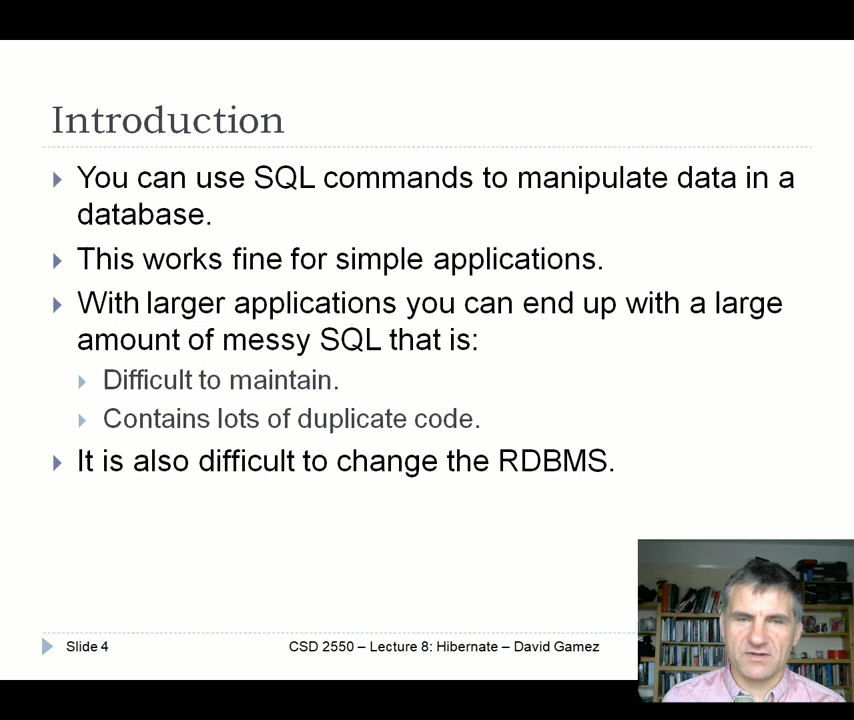 Introduction
You can use SQL commands to manipulate data in a
database.
This works fine for simple applications.
With larger applications you can end up with a large
amount of messy SQL that is:
Difficult to maintain.
Contains lots of duplicate code.
It is also difficult to change the RDBMS.
Slide 4
CSD 2550 – Lecture 8: Hibernate – David Gamez